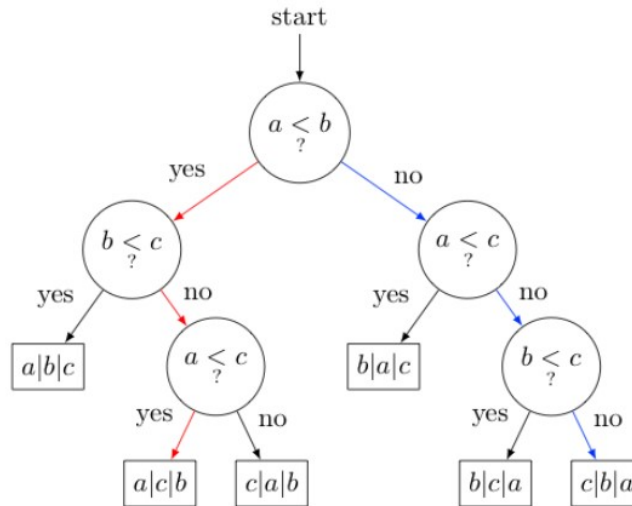 start
a < b
?
yes
no
b < c
?
a < c
?
yes
no
yes
no
a|b|c
a < c
?
b|a|c
b < c
?
yes
no
yes
no
a|c|b
c|a|b
b|c|a
c|b|a